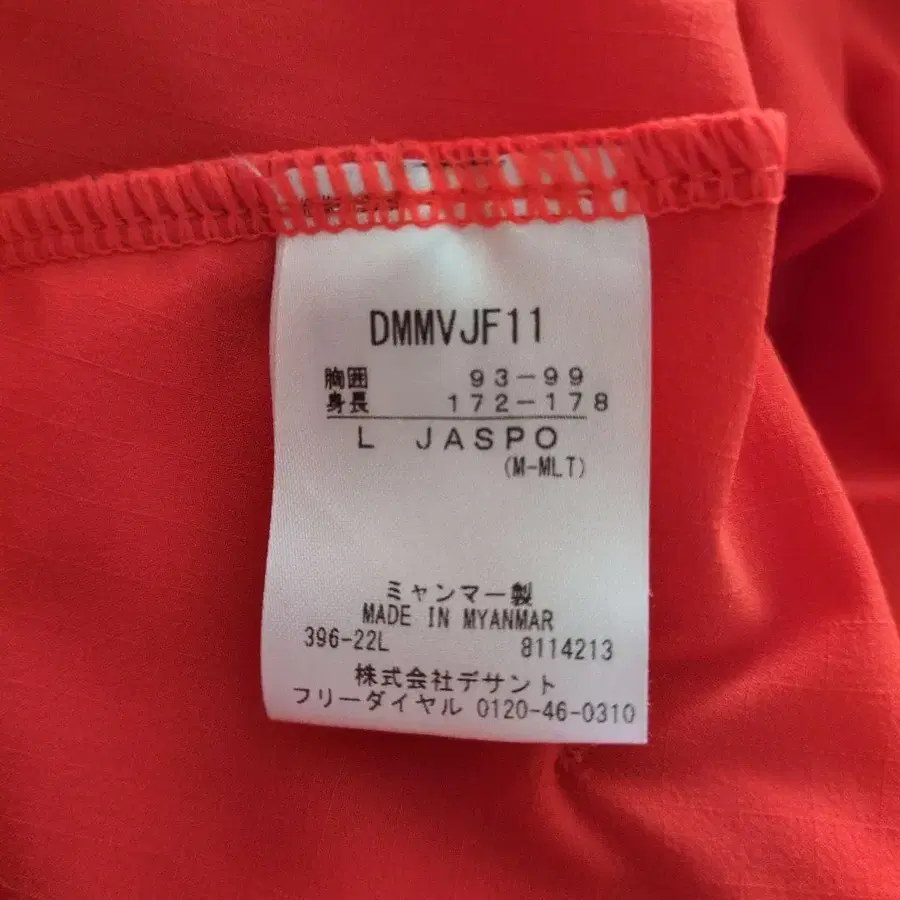 DMMVJF11
胸囲 93-99
身長 172-178
L JASPO
(M-MLT)
ミャンマー製
MADE IN MYANMAR
396-22L 8114213
株式会社デサント
フリーダイヤル 0120-46-0310